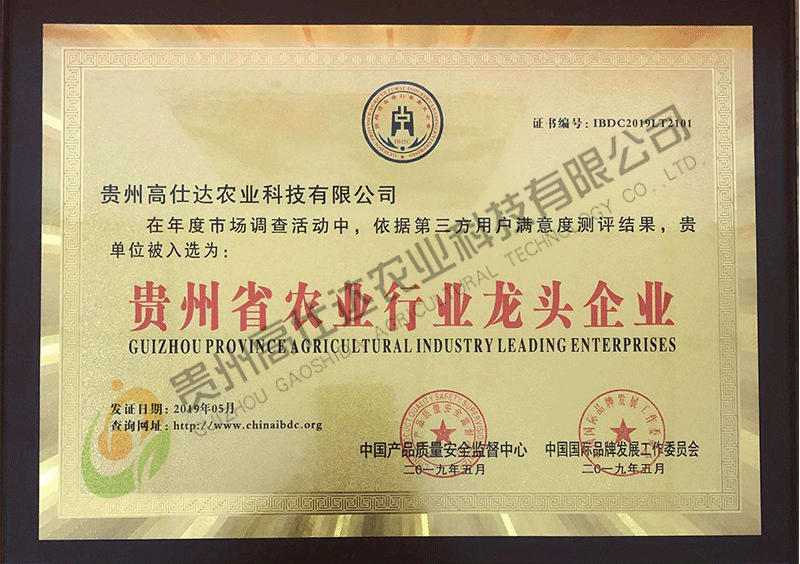 IBDC
证书编号：IBDC2019LT2101
贵州高仕达农业科技有限公司
在年度市场调查活动中，依据第三方用户满意度测评结果，贵
单位被入选为：
贵州省农业行业龙头企业
GUIZHOU PROVINCE AGRICULTURAL INDUSTRY LEADING ENTERPRISES
贵州高仕达农业科技有限公司
GUIZHOU GAOSHIDA AGRICULTURAL TECHNOLOGY CO., LTD.
发证日期：2019年05月
查询网址：http://www.chinaibdc.org
中国产品质量安全监督中心
二〇一九年五月
中国国际品牌发展工作委员会
二〇一九年五月